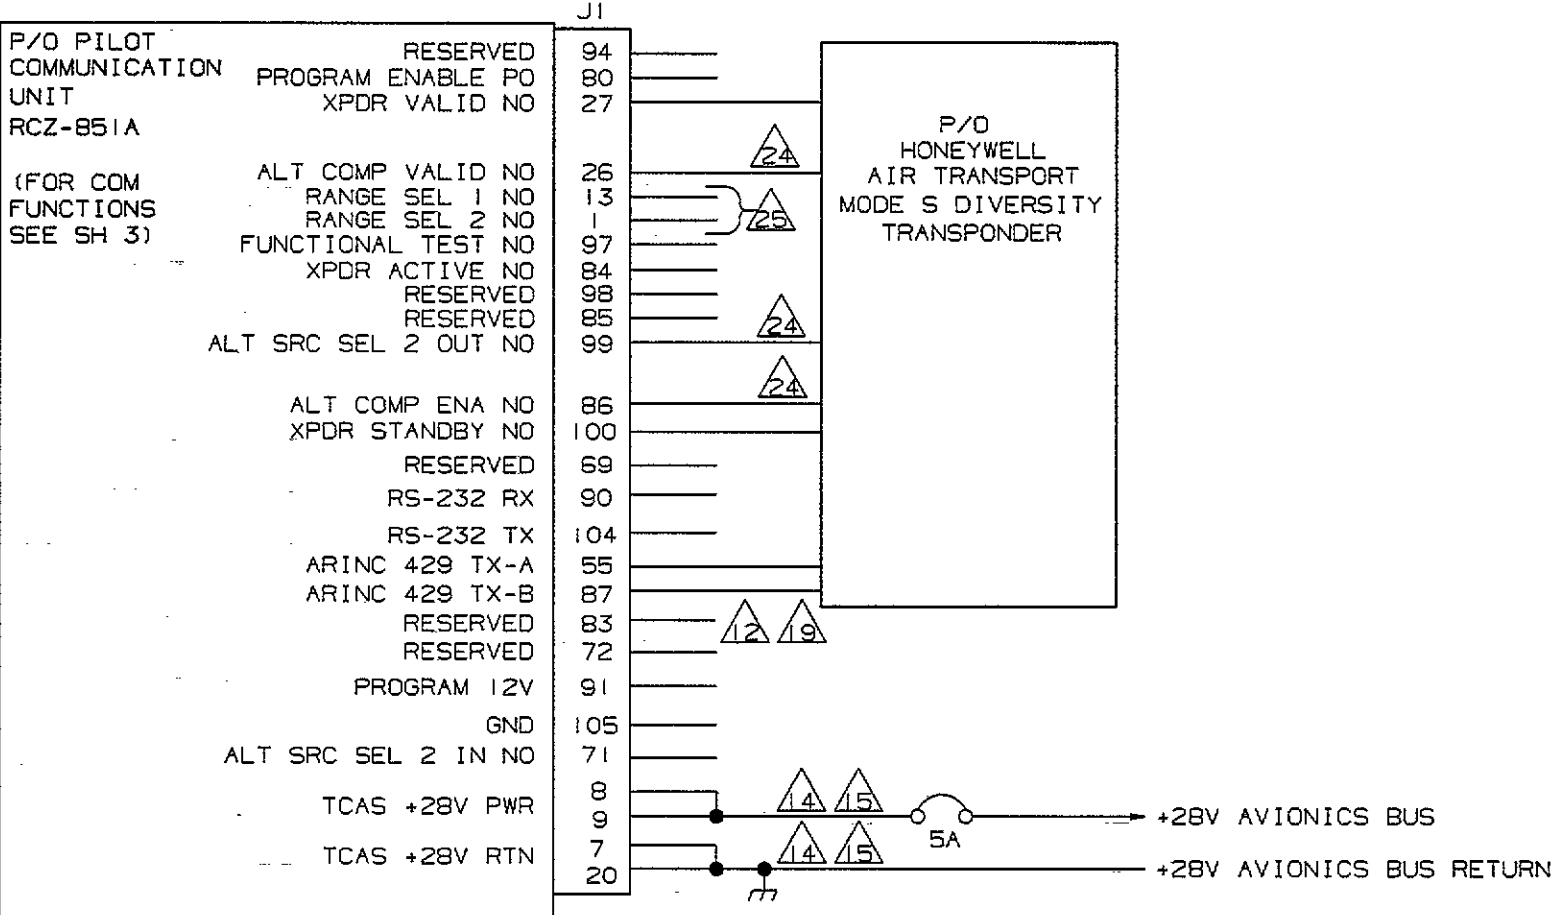 J1
P/O PILOT
COMMUNICATION
UNIT
RCZ-851A
(FOR COM
FUNCTIONS
SEE SH 3)
RESERVED 94
PROGRAM ENABLE PO 80
XPDR VALID NO 27
24
ALT COMP VALID NO 26
RANGE SEL 1 NO 13
RANGE SEL 2 NO 1
25
FUNCTIONAL TEST NO 97
XPDR ACTIVE NO 84
RESERVED 98
RESERVED 85
24
ALT SRC SEL 2 OUT NO 99
24
ALT COMP ENA NO 86
XPDR STANDBY NO 100
RESERVED 69
RS-232 RX 90
RS-232 TX 104
ARINC 429 TX-A 55
ARINC 429 TX-B 87
12 19
RESERVED 83
RESERVED 72
PROGRAM 12V 91
GND 105
ALT SRC SEL 2 IN NO 71
TCAS +28V PWR 8
9
14 15
5A
+28V AVIONICS BUS
TCAS +28V RTN 7
20
14 15
+28V AVIONICS BUS RETURN
P/O
HONEYWELL
AIR TRANSPORT
MODE S DIVERSITY
TRANSPONDER